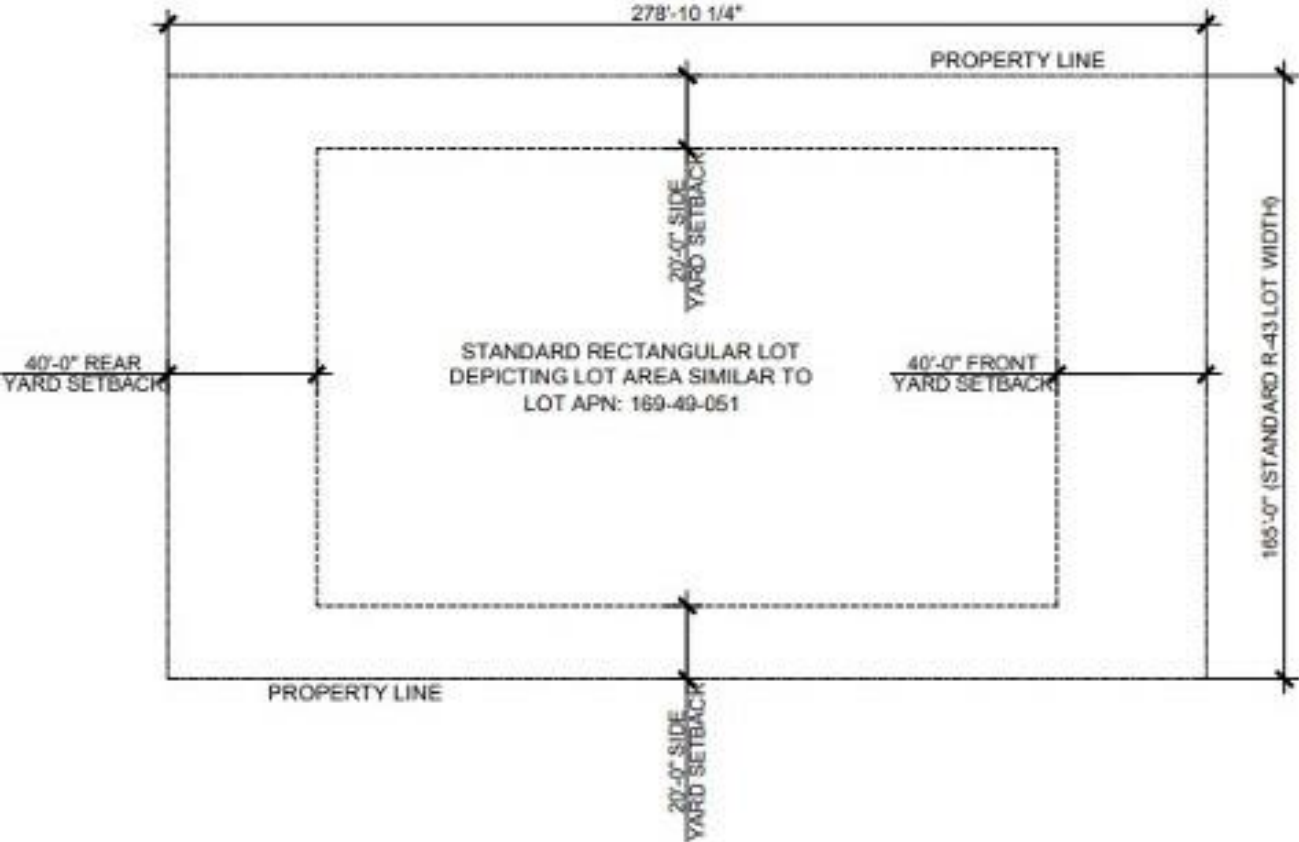 278'-10 1/4"
PROPERTY LINE
20'-0" SIDE
YARD SETBACK
165'-0" (STANDARD R-43 LOT WIDTH)
STANDARD RECTANGULAR LOT
DEPICTING LOT AREA SIMILAR TO
LOT APN: 169-49-051
40'-0" REAR
YARD SETBACK
40'-0" FRONT
YARD SETBACK
PROPERTY LINE
20'-0" SIDE
YARD SETBACK